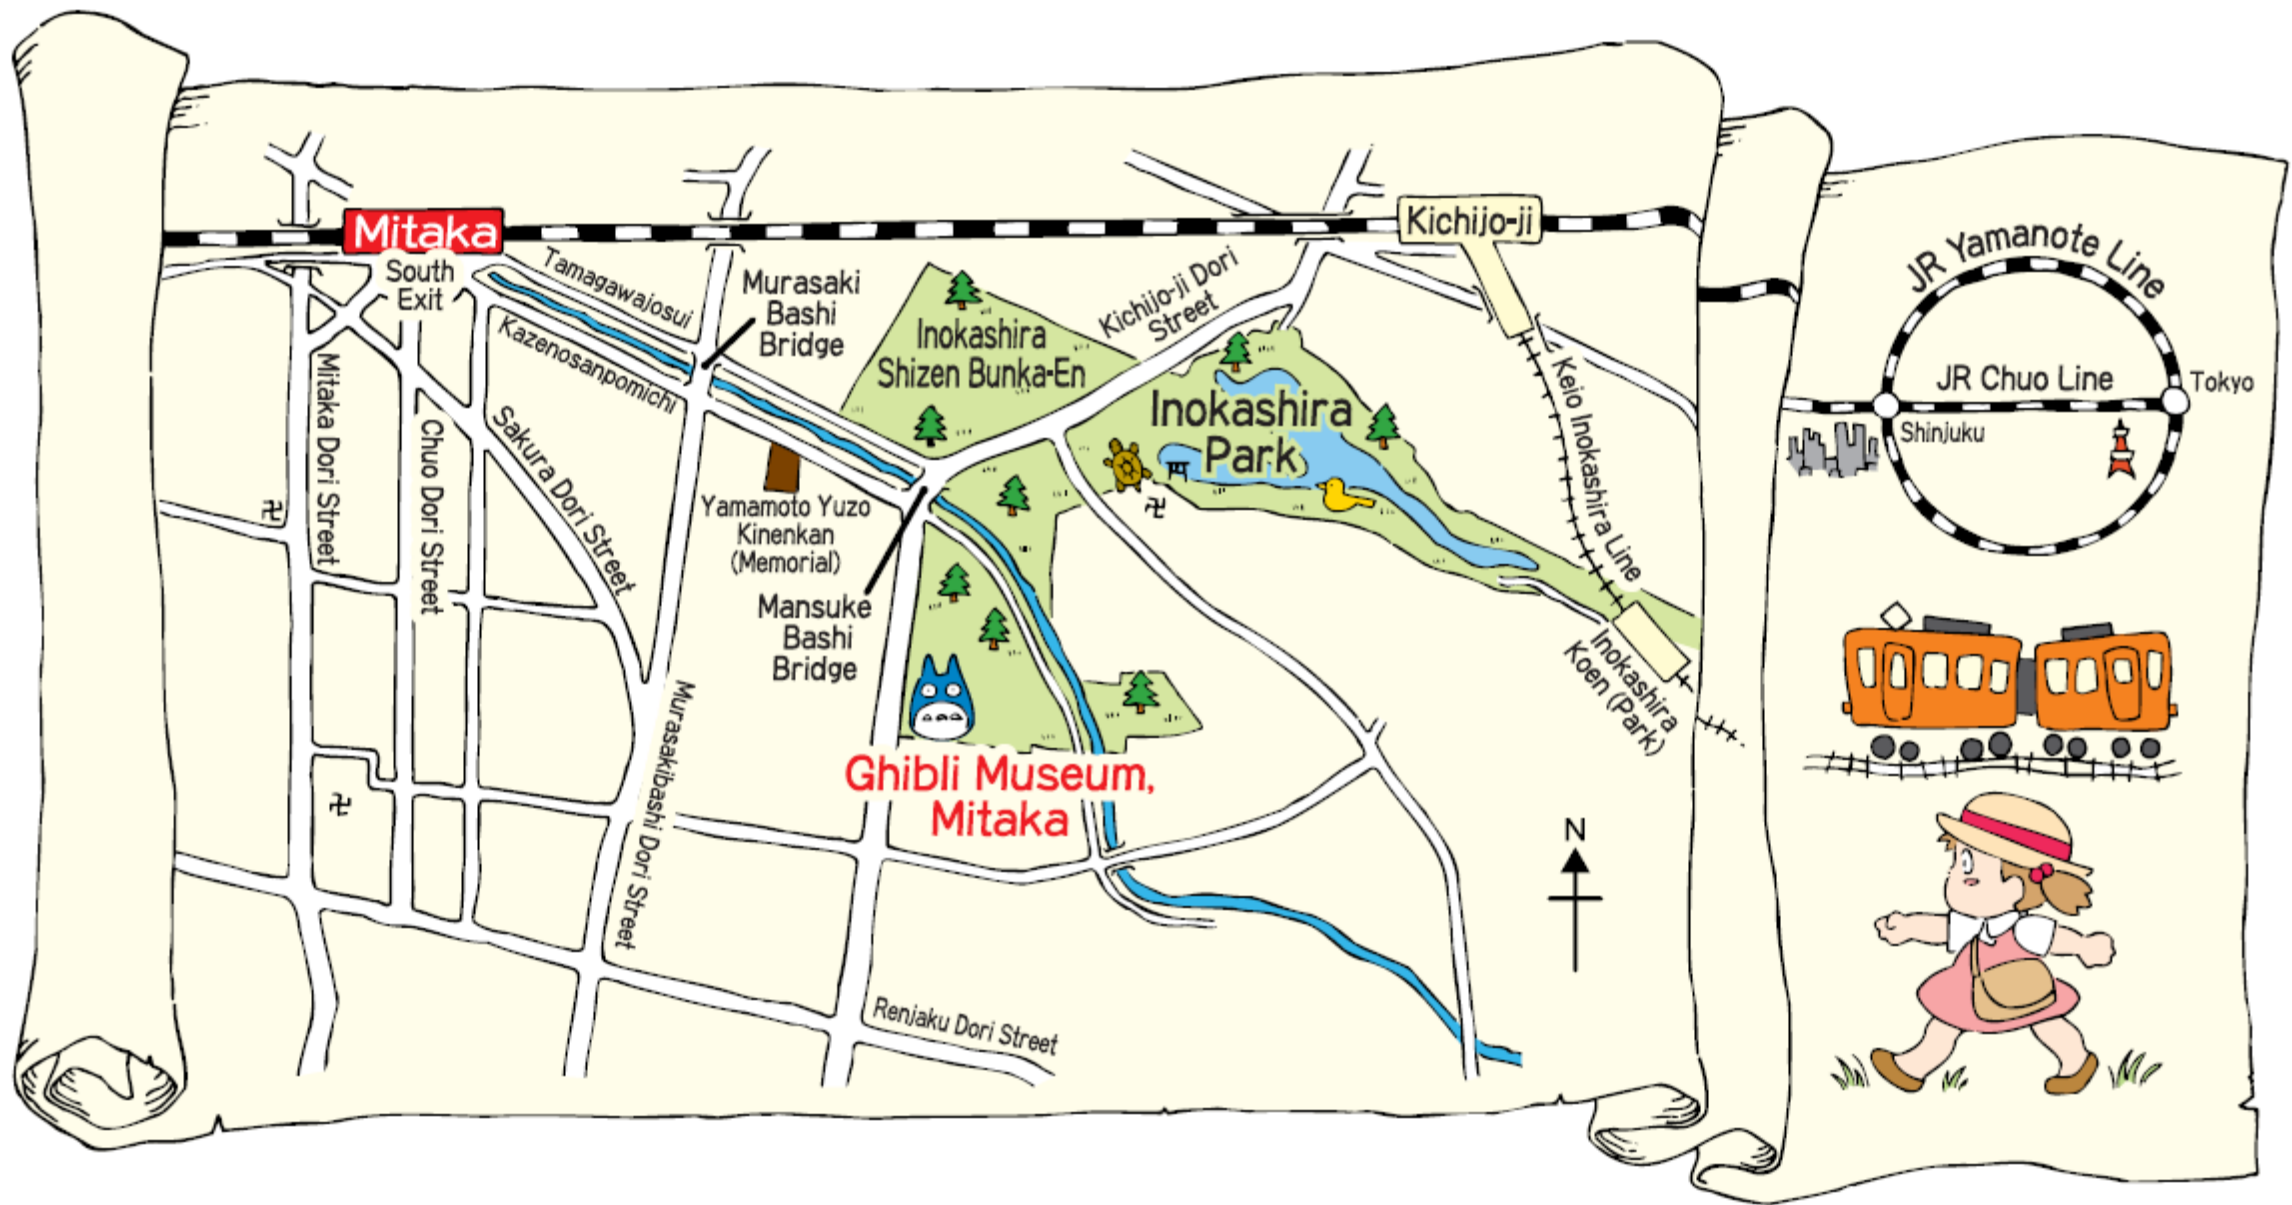 Mitaka
South
Exit
Tamagawajosui
Kazenosanpomichi
Murasaki
Bashi
Bridge
Inokashira
Shizen Bunka-En
Kichijo-ji Dori
Street
Kichijo-ji
Keio Inokashira Line
Inokashira
Park
Mitaka Dori Street
Chuo Dori Street
Sakura Dori Street
Yamamoto Yuzo
Kinenkan
(Memorial)
Mansuke
Bashi
Bridge
Inokashira
Koen (Park)
Murasakibashi Dori Street
Ghibli Museum,
Mitaka
Renjaku Dori Street
N
JR Yamanote Line
JR Chuo Line
Tokyo
Shinjuku